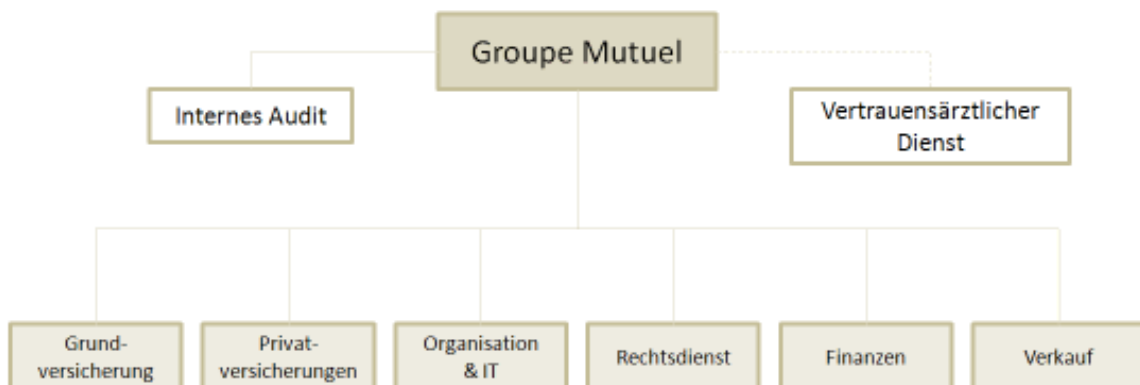 Groupe Mutuel
Internes Audit
Vertrauensärztlicher
Dienst
Grund-
versicherung
Privat-
versicherungen
Organisation
& IT
Rechtsdienst
Finanzen
Verkauf